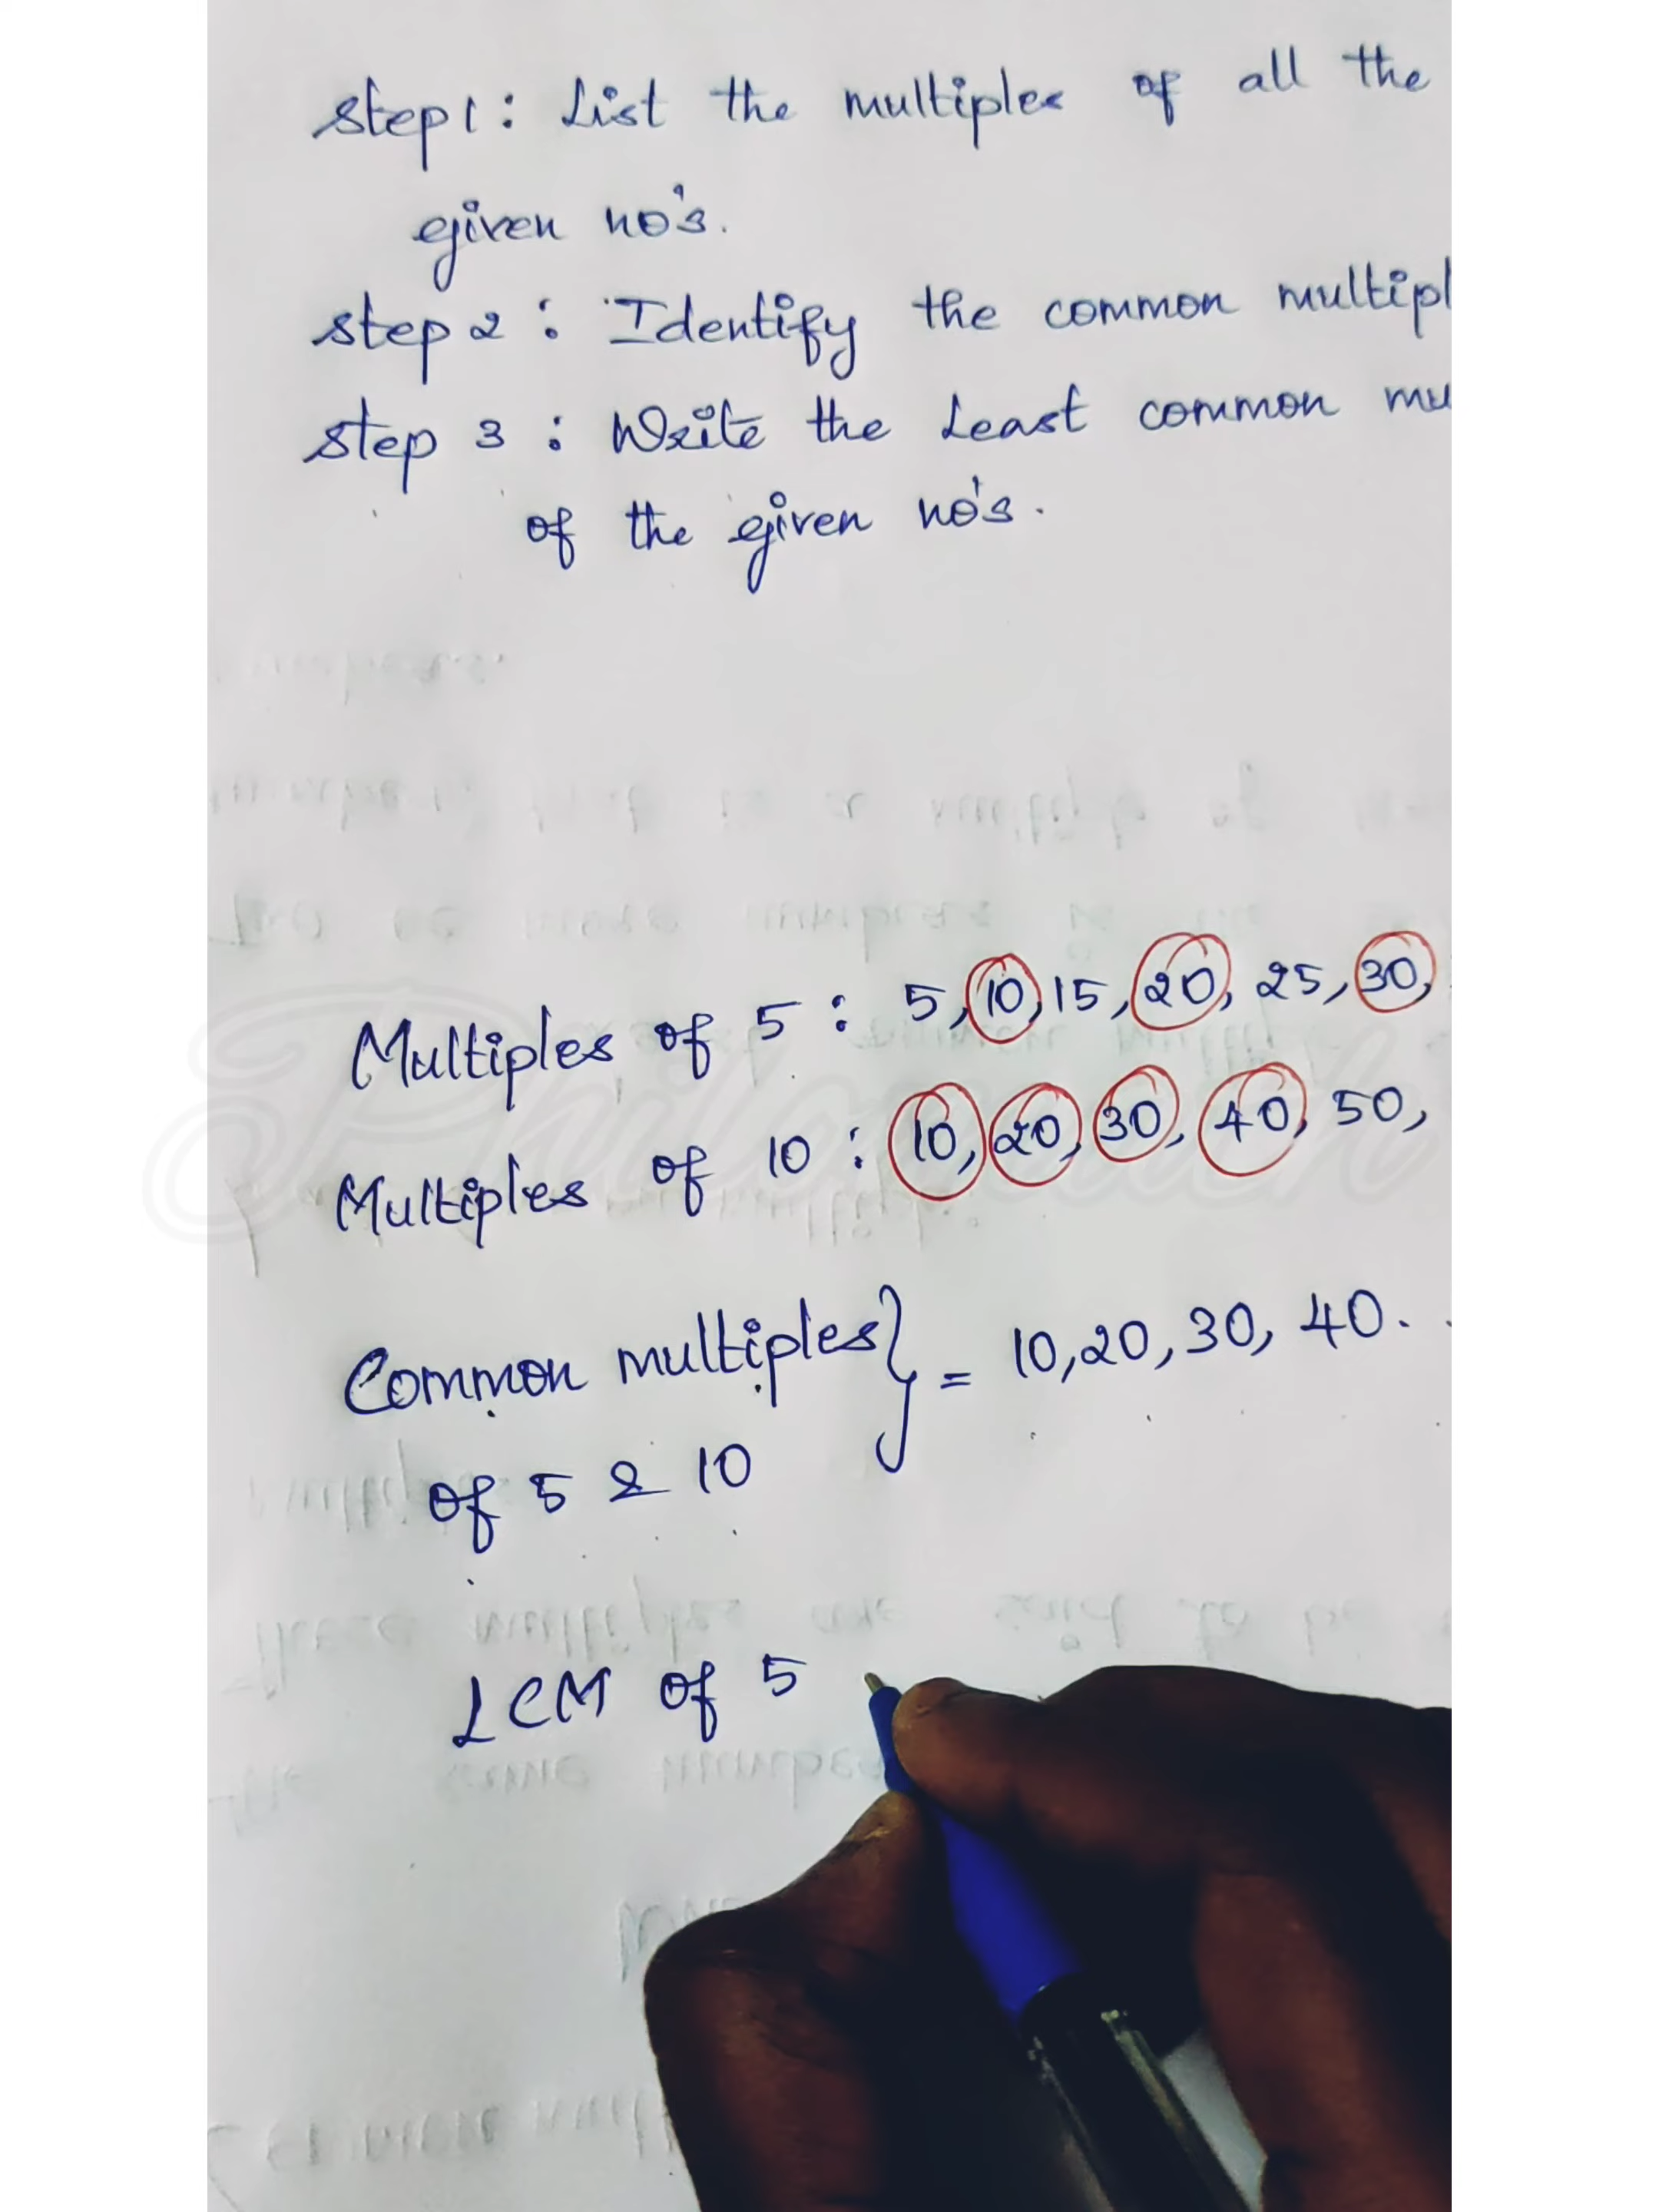 Step 1 : List the multiples of all the
given no's.
Step 2 : Identify the common multipl
Step 3 : Write the Least common mu
of the given no's.
Multiples of 5 : 5, 10, 15, 20, 25, 30,
Multiples of 10 : 10, 20, 30, 40, 50,
Common multiples } = 10, 20, 30, 40. .
of 5 & 10
LCM of 5